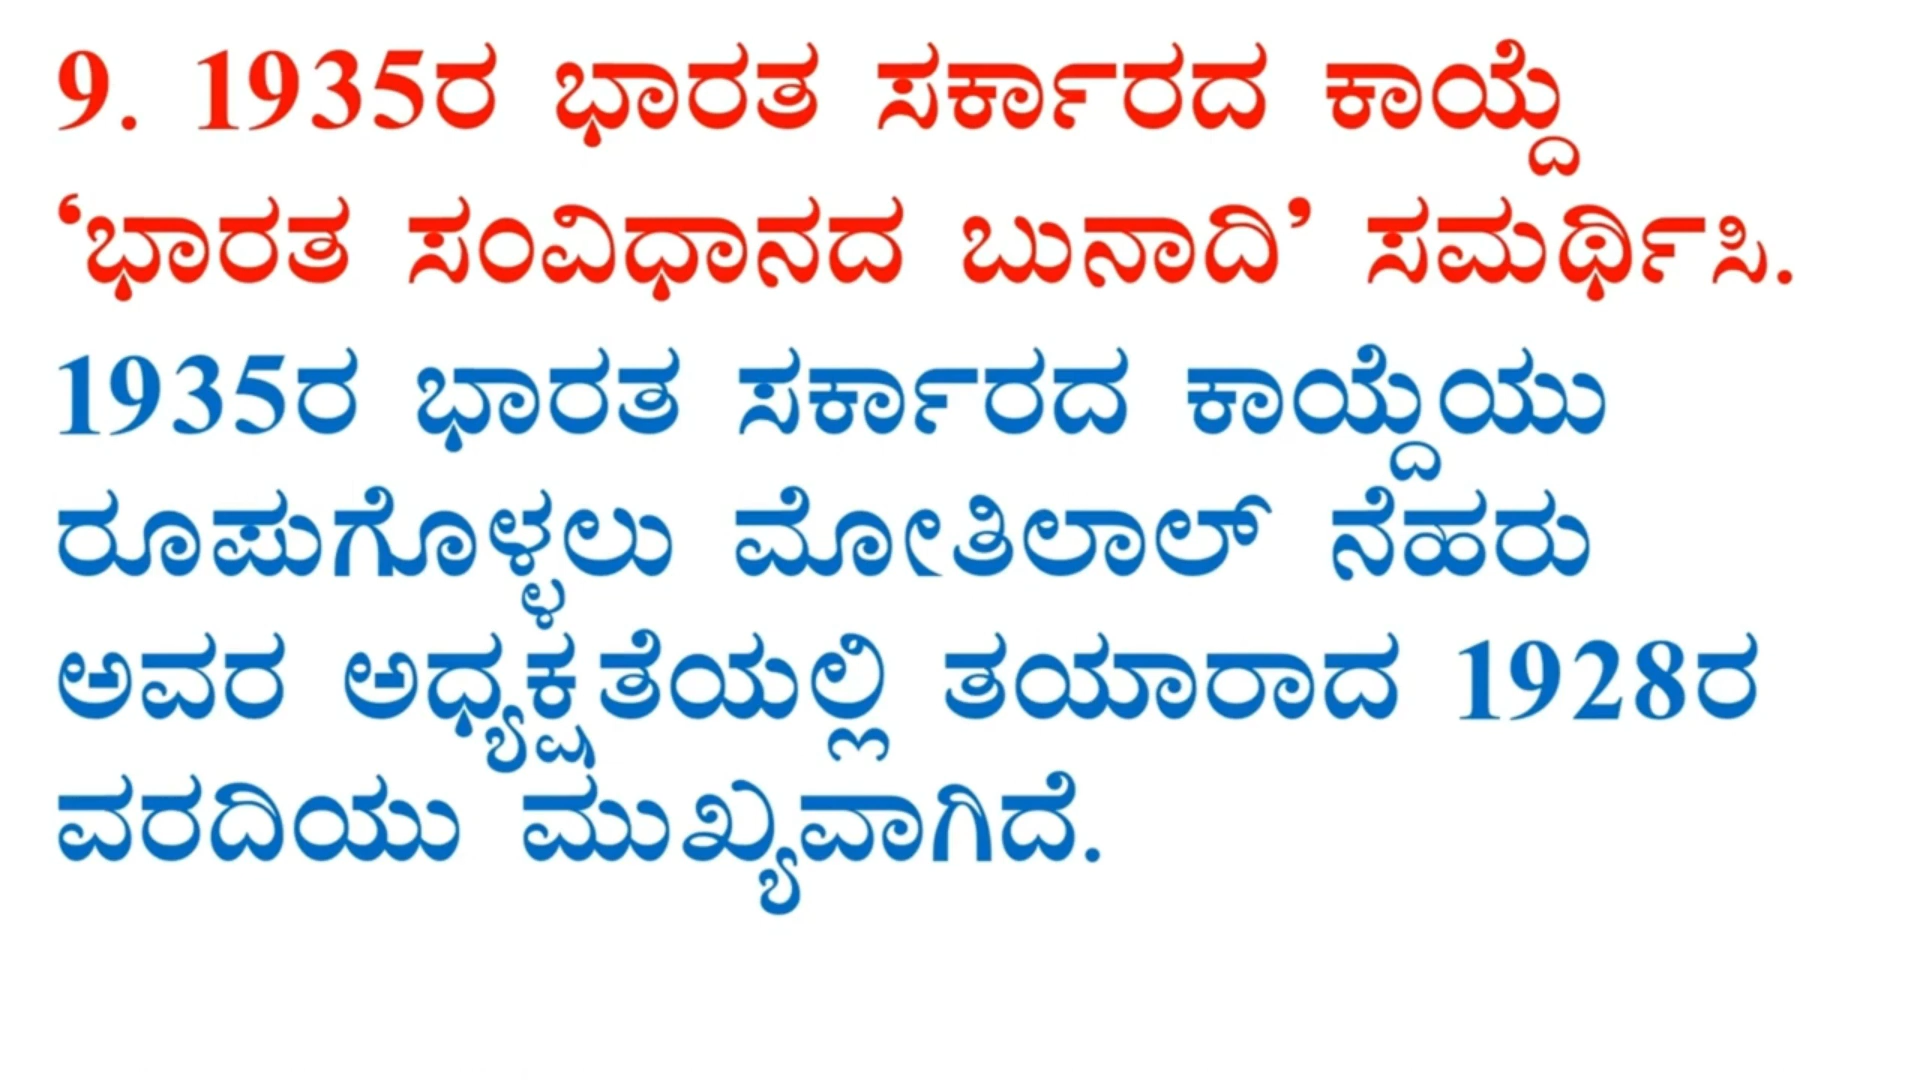 9. 1935ರ ಭಾರತ ಸರ್ಕಾರದ ಕಾಯ್ದೆ
‘ಭಾರತ ಸಂವಿಧಾನದ ಬುನಾದಿ’ ಸಮರ್ಥಿಸಿ.
1935ರ ಭಾರತ ಸರ್ಕಾರದ ಕಾಯ್ದೆಯು
ರೂಪುಗೊಳ್ಳಲು ಮೋತಿಲಾಲ್ ನೆಹರು
ಅವರ ಅಧ್ಯಕ್ಷತೆಯಲ್ಲಿ ತಯಾರಾದ 1928ರ
ವರದಿಯು ಮುಖ್ಯವಾಗಿದೆ.